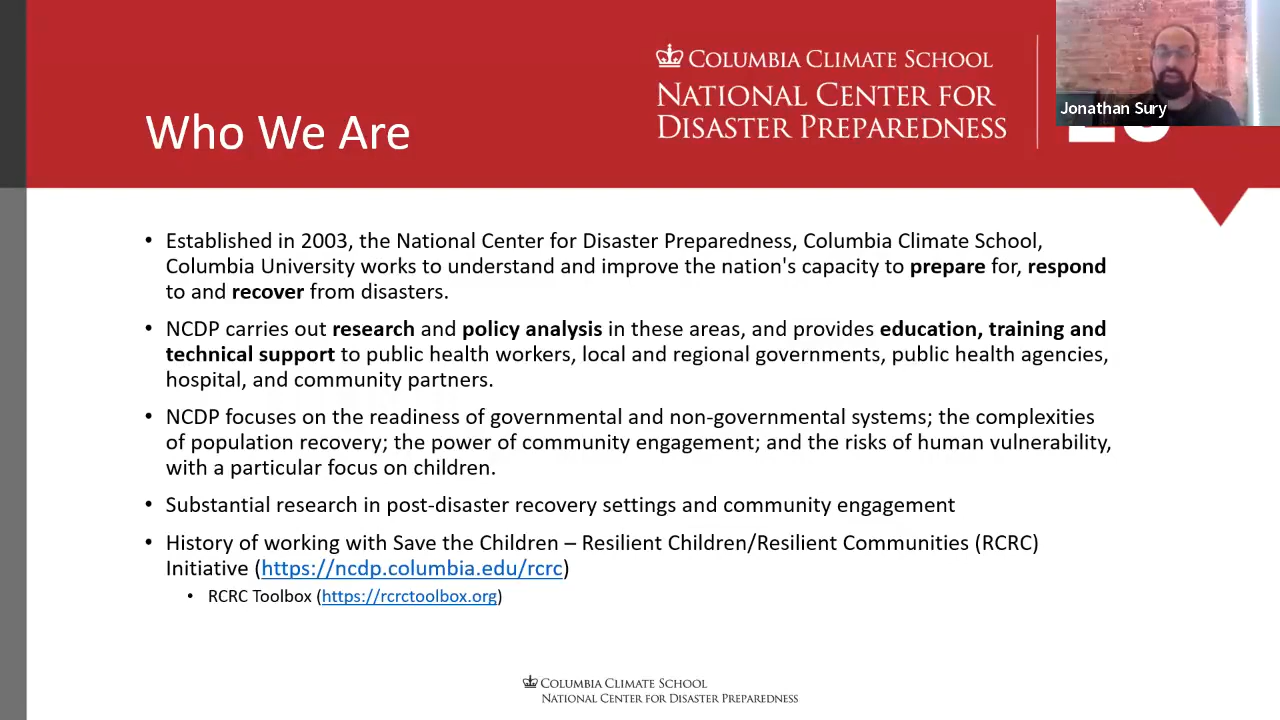 COLUMBIA CLIMATE SCHOOL
NATIONAL CENTER FOR
DISASTER PREPAREDNESS
Jonathan Sury
Who We Are
• Established in 2003, the National Center for Disaster Preparedness, Columbia Climate School,
Columbia University works to understand and improve the nation's capacity to prepare for, respond
to and recover from disasters.
• NCDP carries out research and policy analysis in these areas, and provides education, training and
technical support to public health workers, local and regional governments, public health agencies,
hospital, and community partners.
• NCDP focuses on the readiness of governmental and non-governmental systems; the complexities
of population recovery; the power of community engagement; and the risks of human vulnerability,
with a particular focus on children.
• Substantial research in post-disaster recovery settings and community engagement
• History of working with Save the Children – Resilient Children/Resilient Communities (RCRC)
Initiative (https://ncdp.columbia.edu/rcrc)
• RCRC Toolbox (https://rcrctoolbox.org)
COLUMBIA CLIMATE SCHOOL
NATIONAL CENTER FOR DISASTER PREPAREDNESS